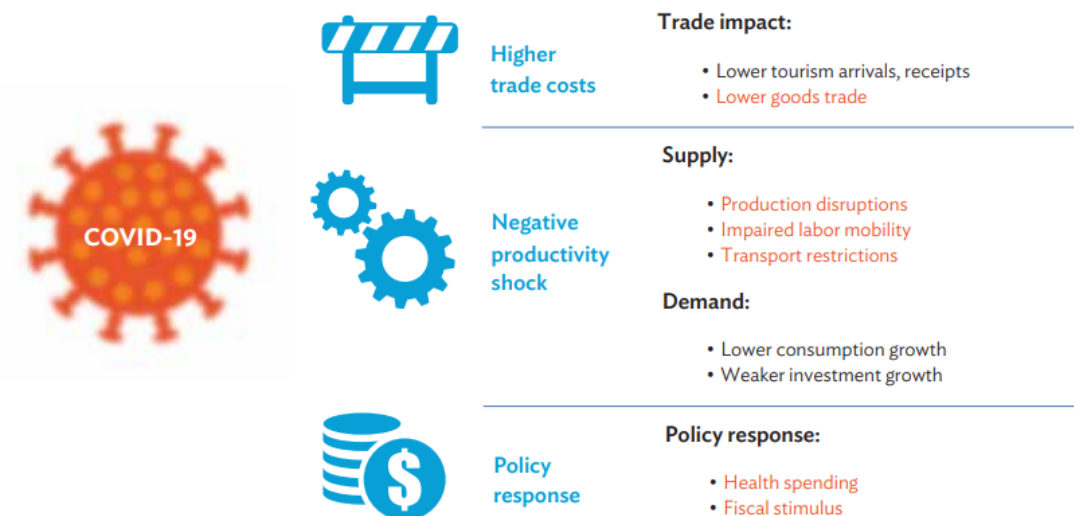 COVID-19
Higher
trade costs
Trade impact:
• Lower tourism arrivals, receipts
• Lower goods trade
Negative
productivity
shock
Supply:
• Production disruptions
• Impaired labor mobility
• Transport restrictions
Demand:
• Lower consumption growth
• Weaker investment growth
$
Policy
response
Policy response:
• Health spending
• Fiscal stimulus